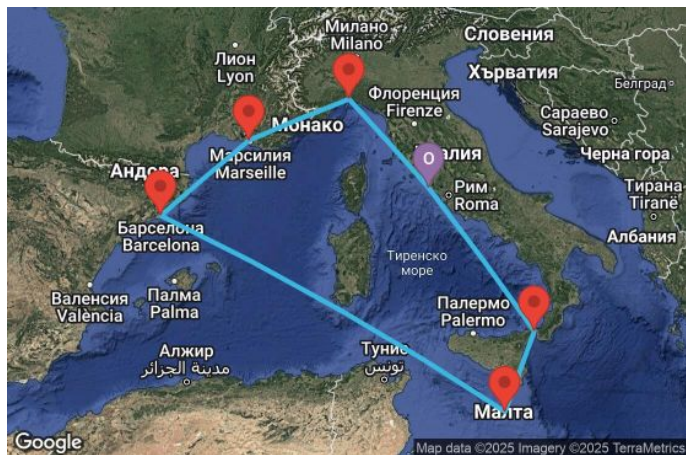 Милано
Milano
Словения
Лион
Lyon
Хърватия
Белград
Флоренция
Firenze
Монако
Сараево
Sarajevo
Марсилия
Marseille
О
алия
Черна гора
Андора
Рим
Roma
Тирана
Tiranë
Барселона
Barcelona
Албания
Тиренско
море
Валенсия
València
Палма
Palma
Палермо
Palermo
Алжир
مدينة الجزائر
Тунис
تونس
Малта
Google
Map data ©2025 Imagery ©2025 TerraMetrics